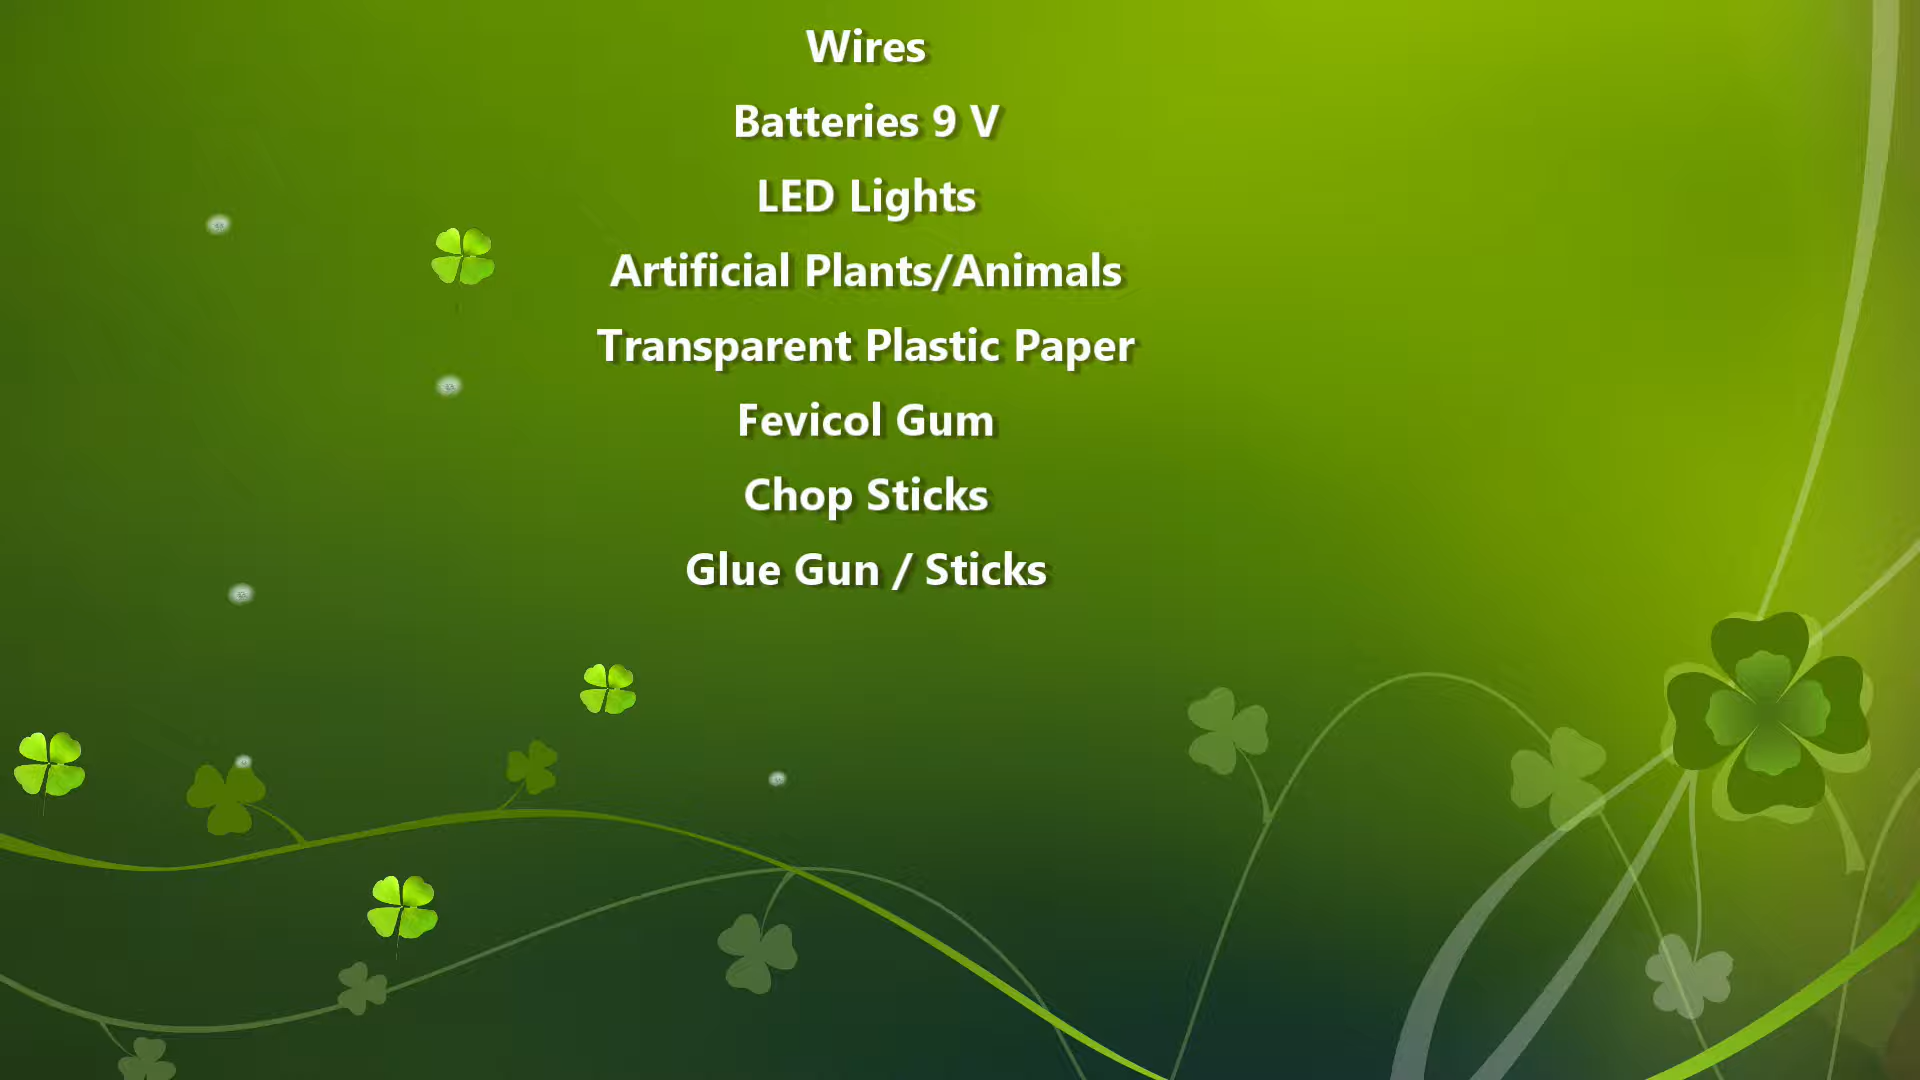 Wires
Batteries 9 V
LED Lights
Artificial Plants/Animals
Transparent Plastic Paper
Fevicol Gum
Chop Sticks
Glue Gun / Sticks